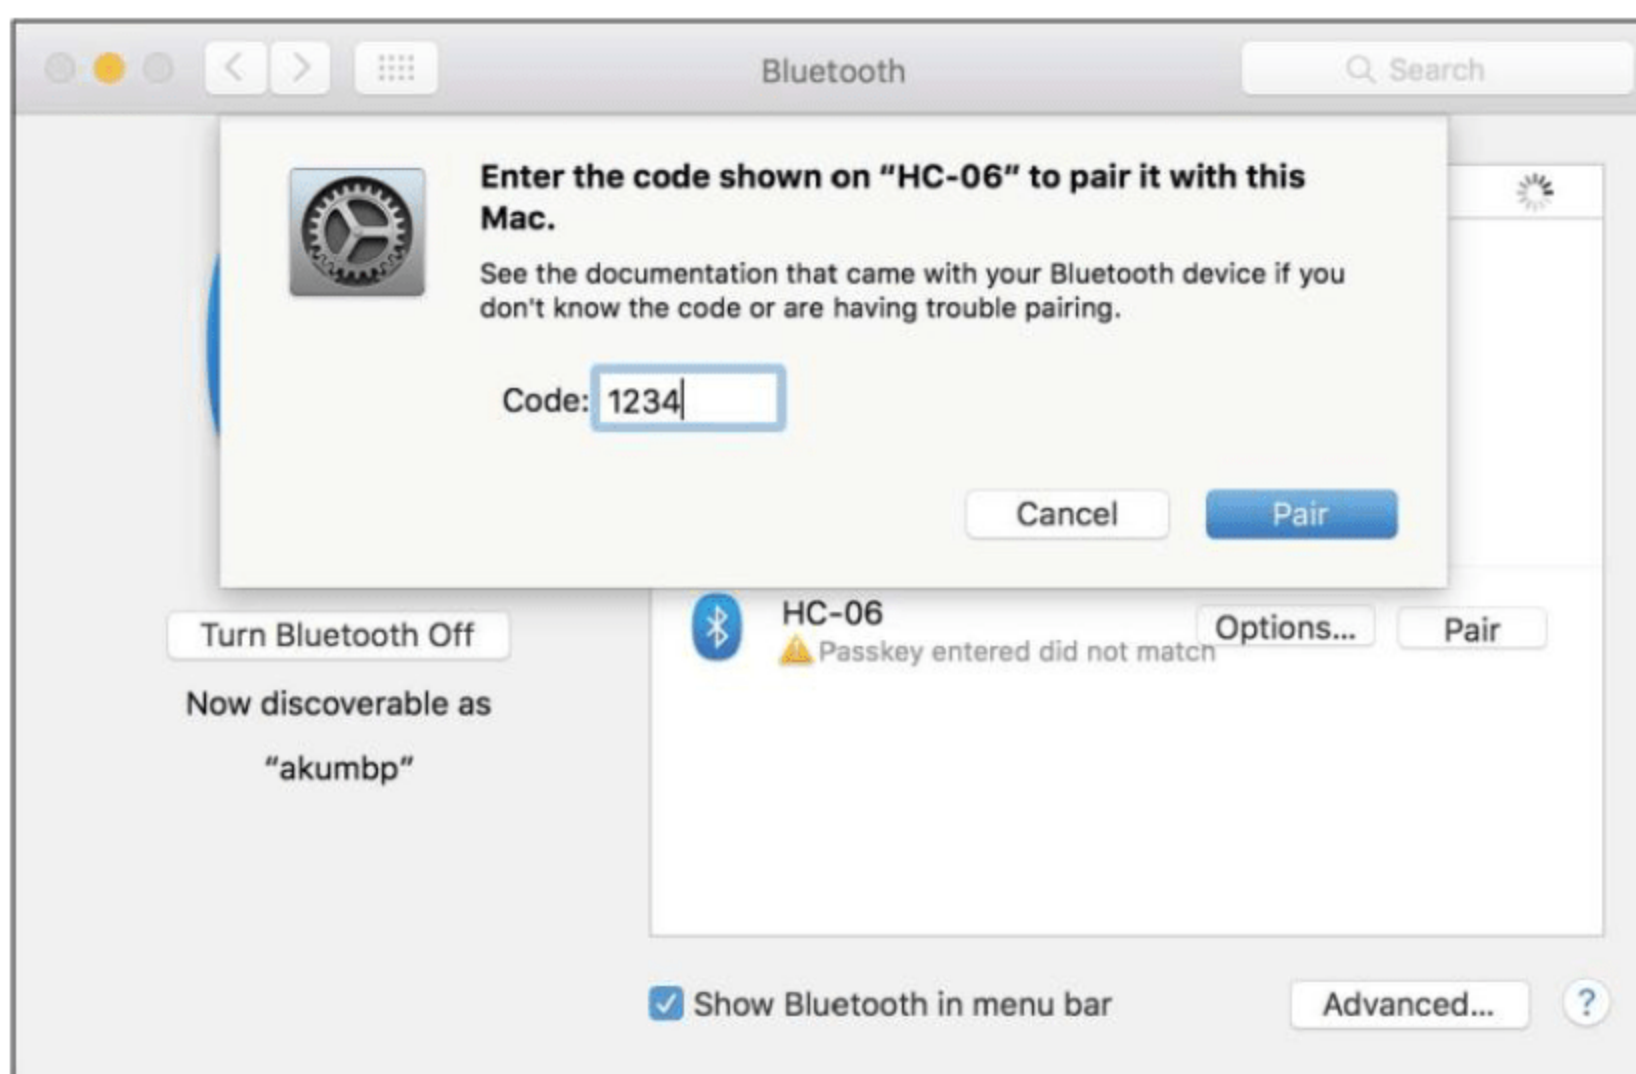 Bluetooth
Search
Enter the code shown on “HC-06” to pair it with this
Mac.
See the documentation that came with your Bluetooth device if you
don't know the code or are having trouble pairing.
Code: 1234
Cancel
Pair
Turn Bluetooth Off
Now discoverable as
“akumbp”
HC-06
Passkey entered did not match
Options...
Pair
Show Bluetooth in menu bar
Advanced...
?